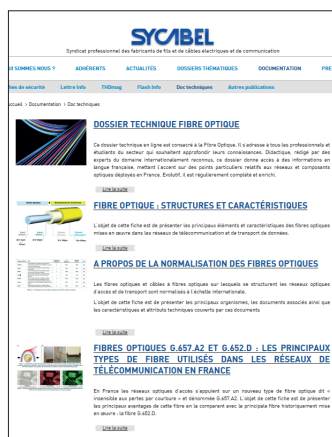 SYCABEL
Syndicat professionnel des fabricants de fils et de câbles électriques et de communication
UI SOMMES NOUS ? ADHÉRENTS ACTUALITÉS DOSSIERS THÉMATIQUES DOCUMENTATION PRE
hes de sécurité Lettre Info THDmag Flash Info Doc techniques Autres publications
ccueil > Documentation > Doc techniques
DOSSIER TECHNIQUE FIBRE OPTIQUE
Ce dossier technique en ligne est consacré à la Fibre Optique. Il s'adresse à tous les professionnels et
étudiants du secteur qui souhaitent approfondir leurs connaissances. Didactique, rédigé par des
experts du domaine internationalement reconnus, ce dossier donne accès à des informations en
langue française, mettant l'accent sur des points particuliers relatifs aux réseaux et composants
optiques déployés en France. Evolutif, il est régulièrement complété et enrichi.
Lire la suite
FIBRE OPTIQUE : STRUCTURES ET CARACTÉRISTIQUES
L'objet de cette fiche est de présenter les principaux éléments et caractéristiques des fibres optiques
mises en œuvre dans les réseaux de télécommunication et de transport de données.
Lire la suite
A PROPOS DE LA NORMALISATION DES FIBRES OPTIQUES
Les fibres optiques et câbles à fibres optiques sur lesquels se structurent les réseaux optiques
d'accès et de transport sont normalisés à l'échelle internationale.
L'objet de cette fiche est de présenter les principaux organismes, les documents associés ainsi que
les caractéristiques et attributs techniques couverts par ces documents
Lire la suite
FIBRES OPTIQUES G.657.A2 ET G.652.D : LES PRINCIPAUX
TYPES DE FIBRE UTILISÉS DANS LES RÉSEAUX DE
TÉLÉCOMMUNICATION EN FRANCE
En France les réseaux optiques d'accès s'appuient sur un nouveau type de fibre optique dit «
insensible aux pertes par courbure » et dénommée G.657.A2. L'objet de cette fiche est de présenter
les principaux avantages de cette fibre en la comparant avec la principale fibre historiquement mise
en œuvre : la fibre G.652.D.
Lire la suite